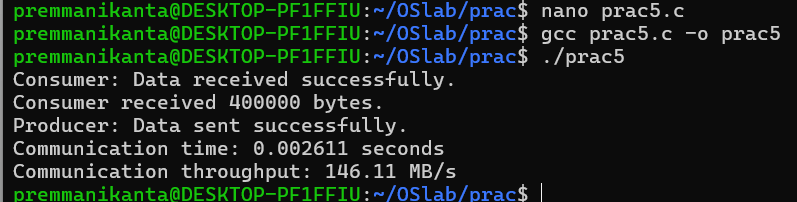 premmanikanta@DESKTOP-PF1FFIU:~/OSlab/prac$ nano prac5.c
premmanikanta@DESKTOP-PF1FFIU:~/OSlab/prac$ gcc prac5.c -o prac5
premmanikanta@DESKTOP-PF1FFIU:~/OSlab/prac$ ./prac5
Consumer: Data received successfully.
Consumer received 400000 bytes.
Producer: Data sent successfully.
Communication time: 0.002611 seconds
Communication throughput: 146.11 MB/s
premmanikanta@DESKTOP-PF1FFIU:~/OSlab/prac$